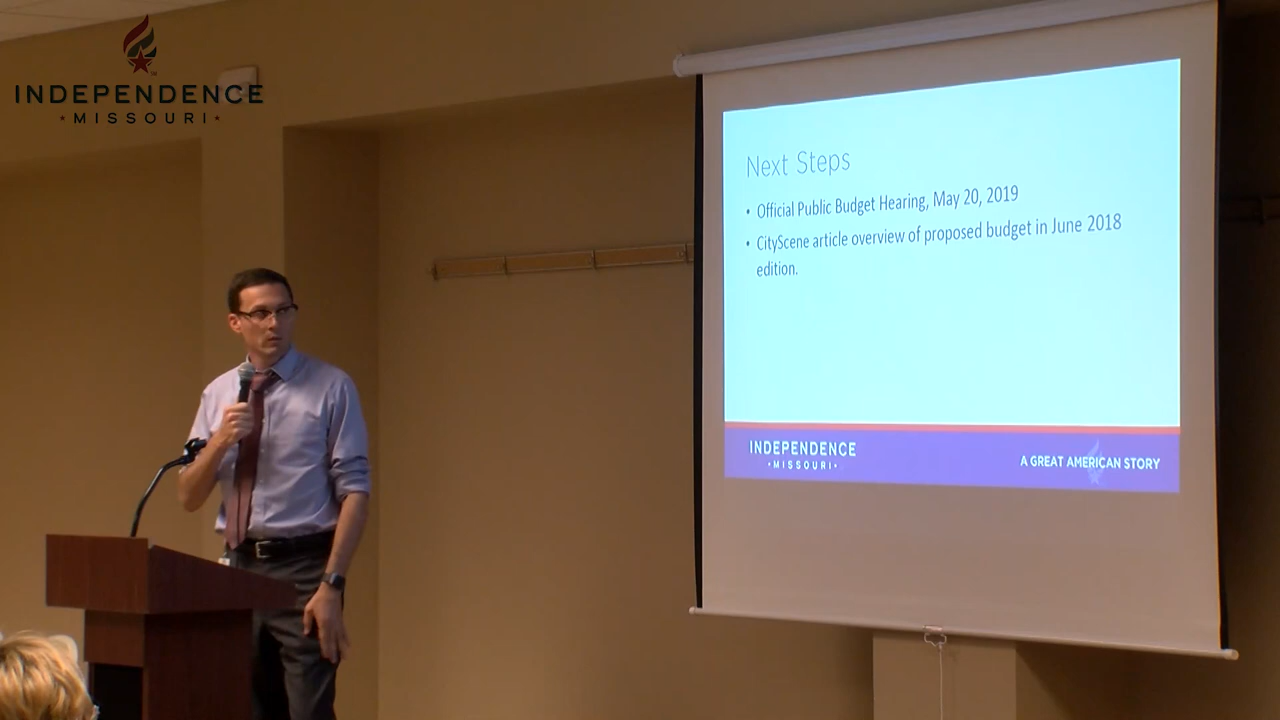 INDEPENDENCE
MISSOURI
Next Steps
• Official Public Budget Hearing, May 20, 2019
• CityScene article overview of proposed budget in June 2018
edition.
INDEPENDENCE
MISSOURI
A GREAT AMERICAN STORY